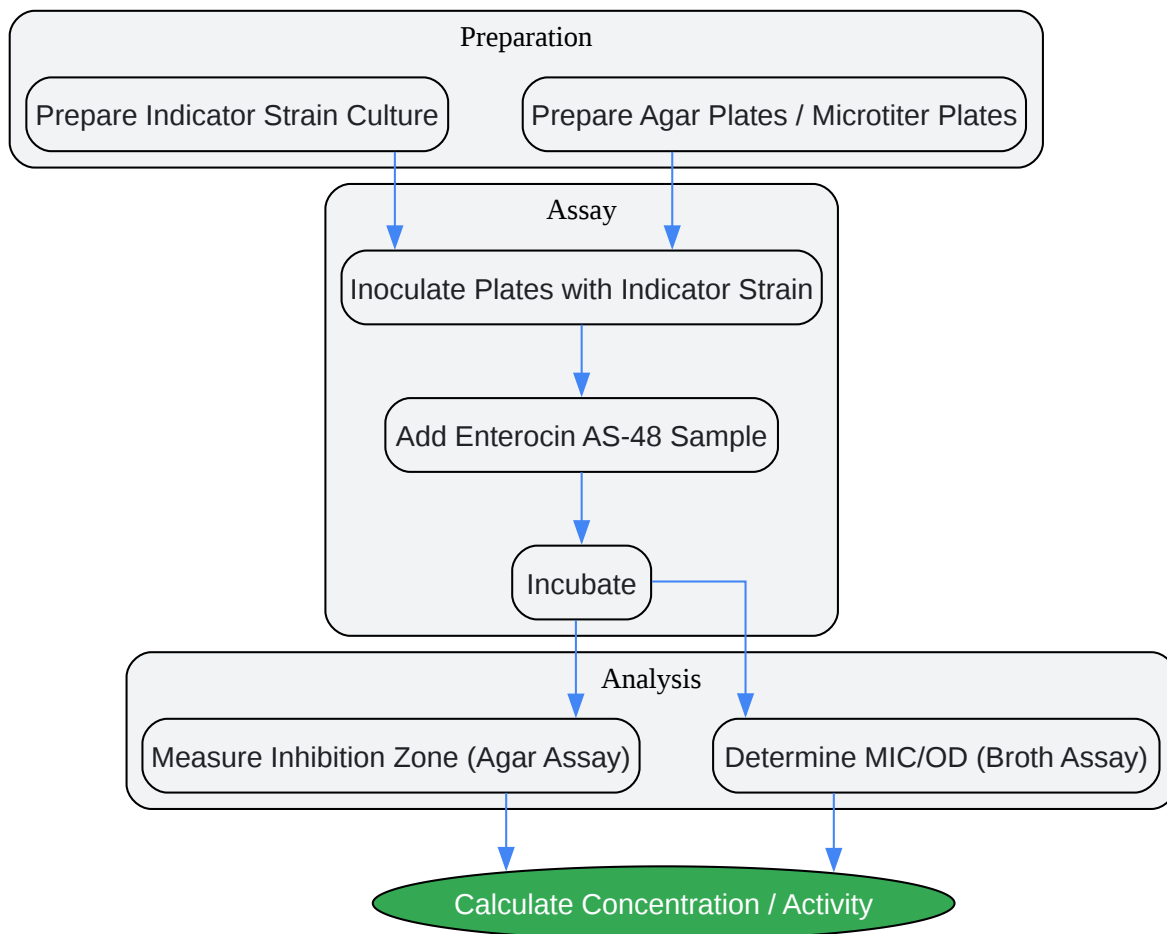 Preparation
Prepare Indicator Strain Culture
Prepare Agar Plates / Microtiter Plates
Assay
Inoculate Plates with Indicator Strain
Add Enterocin AS-48 Sample
Incubate
Analysis
Measure Inhibition Zone (Agar Assay)
Determine MIC/OD (Broth Assay)
Calculate Concentration / Activity